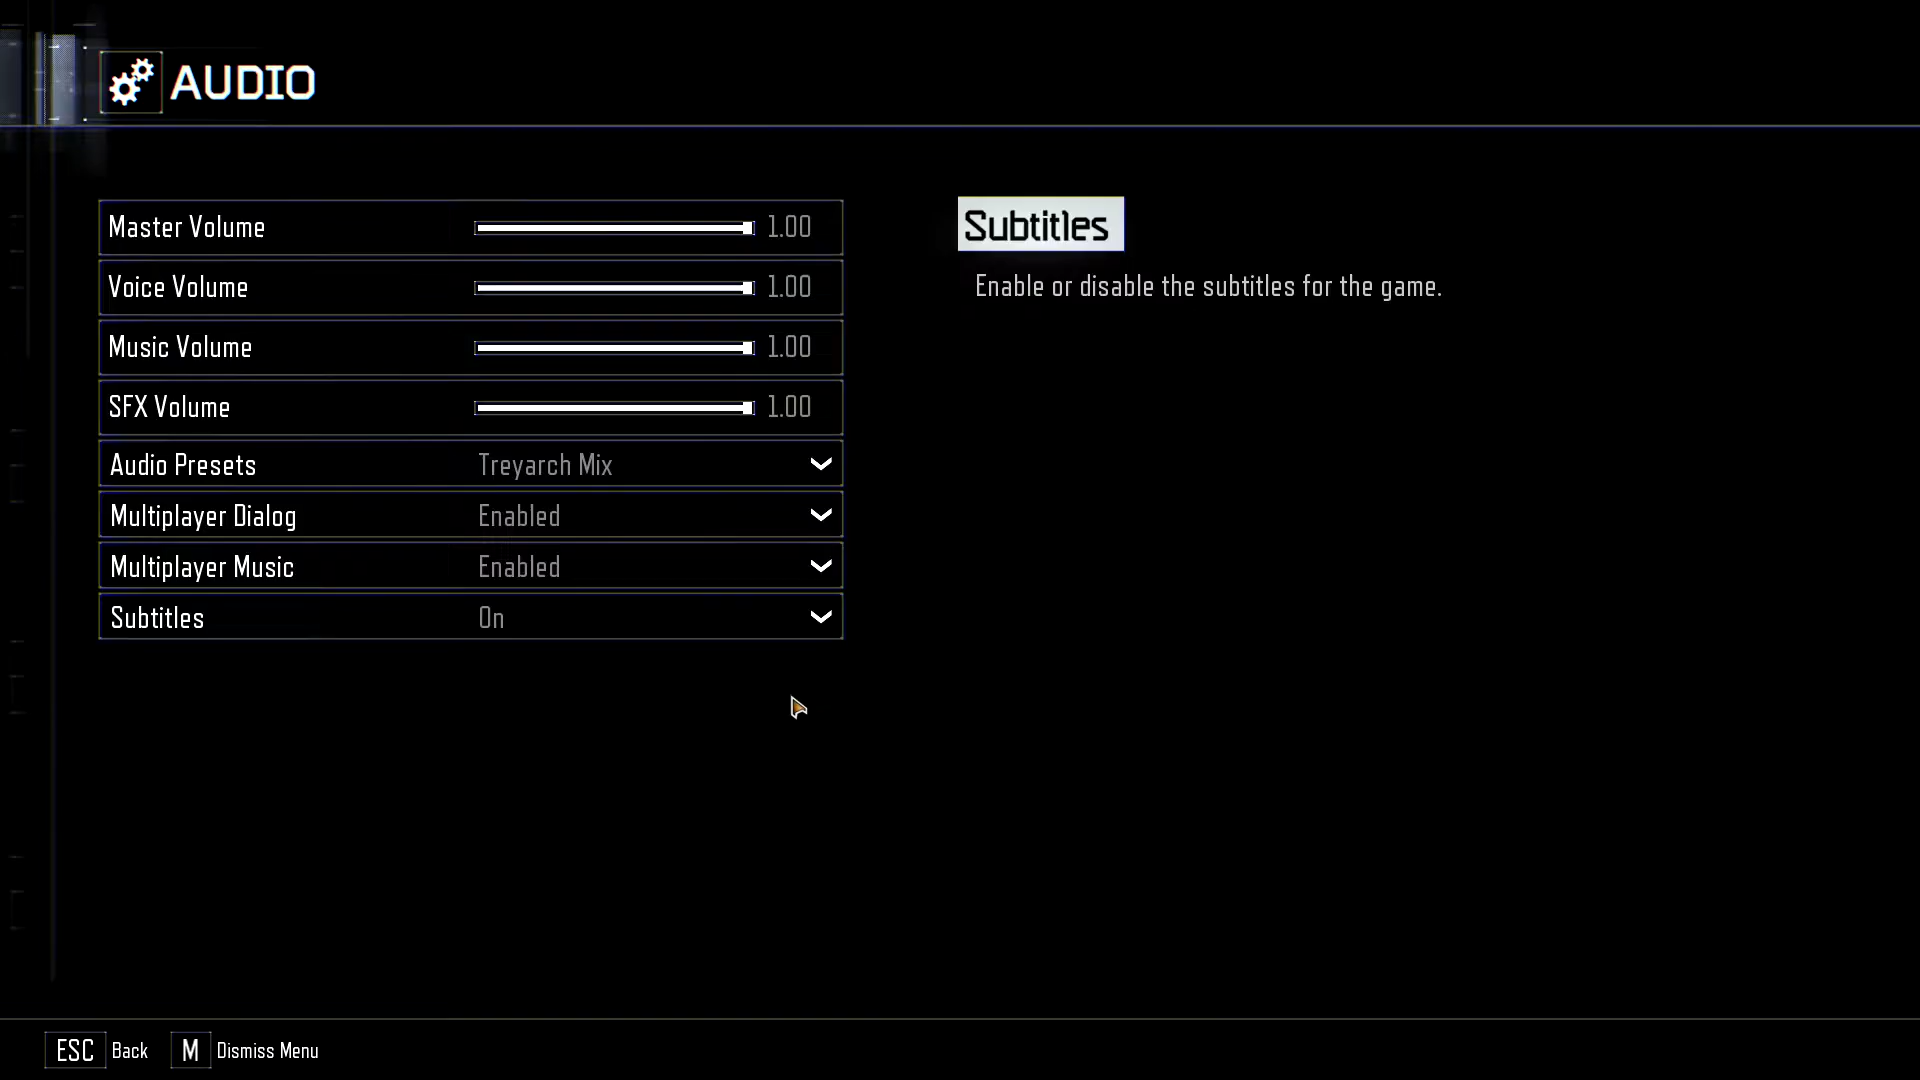 AUDIO
Master Volume 1.00
Subtitles
Voice Volume 1.00
Enable or disable the subtitles for the game.
Music Volume 1.00
SFX Volume 1.00
Audio Presets Treyarch Mix
Multiplayer Dialog Enabled
Multiplayer Music Enabled
Subtitles On
ESC Back M Dismiss Menu